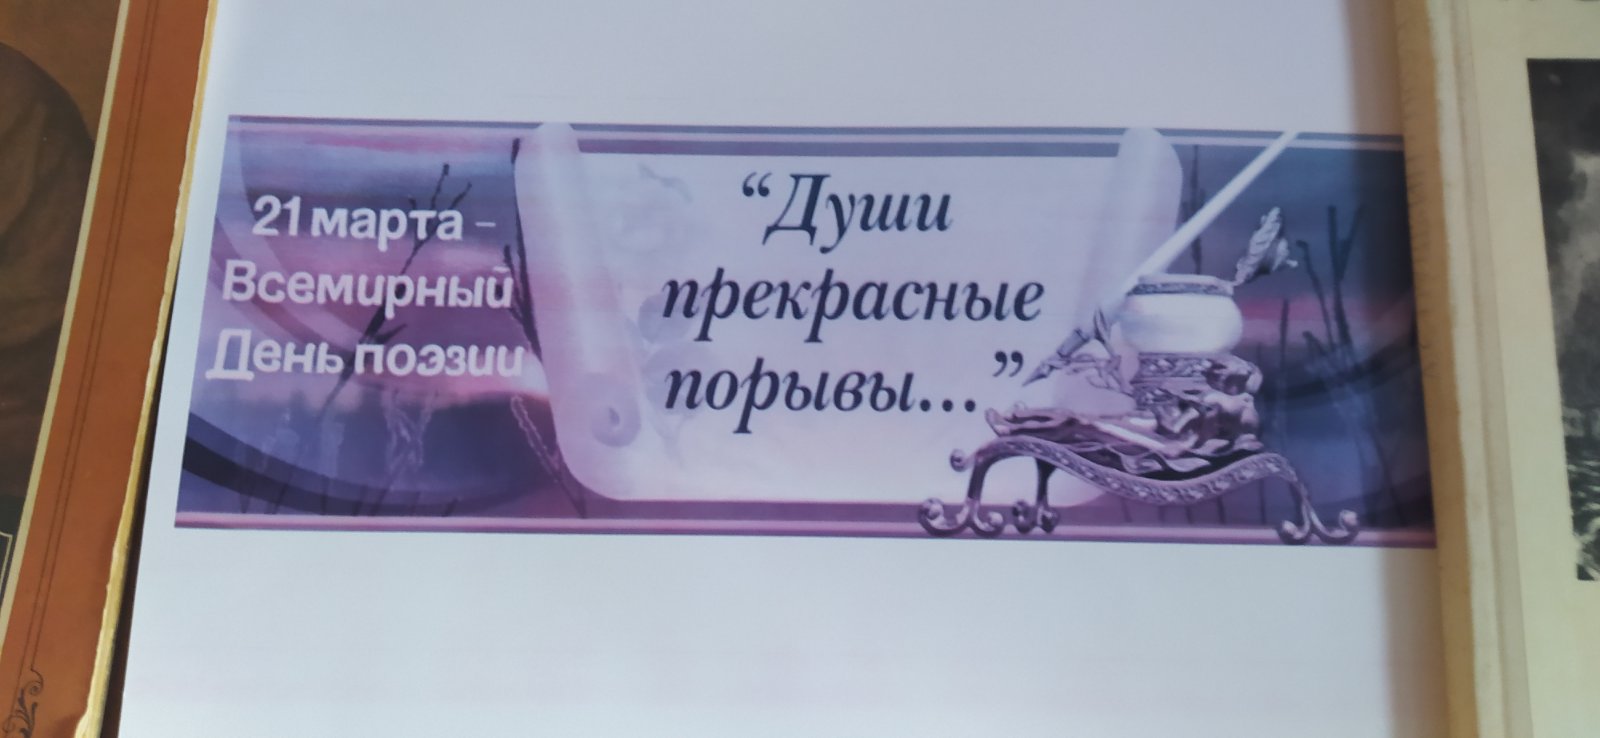 21 марта –
Всемирный
День поэзии
“Души
прекрасные
порывы...”